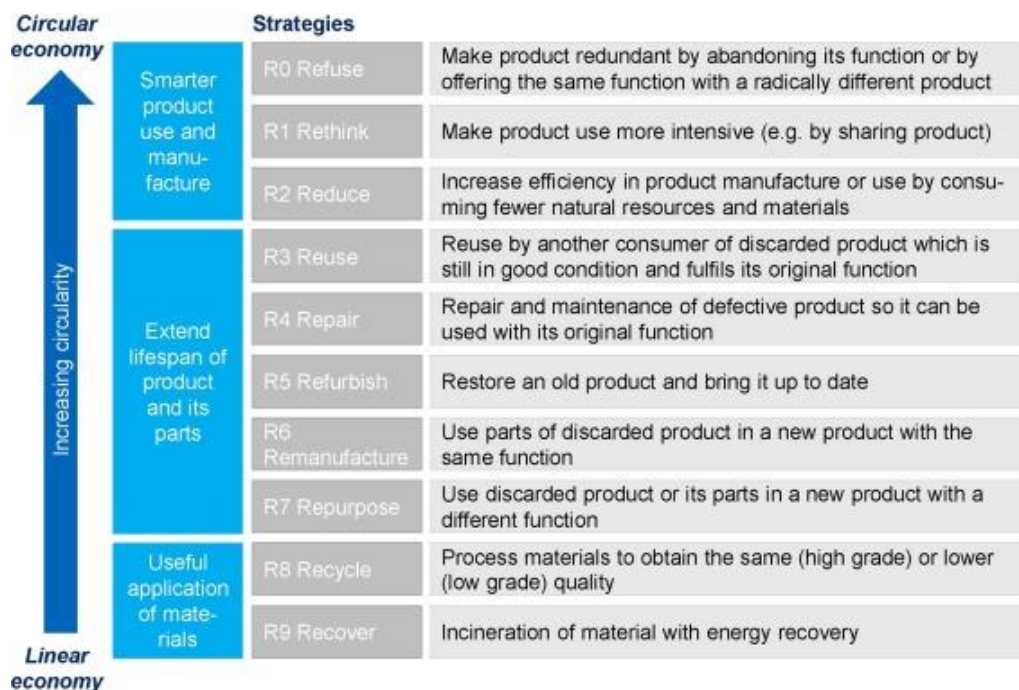 Circular
economy
Strategies
Increasing circularity
Linear
economy
Smarter
product
use and
manu-
facture
R0 Refuse
Make product redundant by abandoning its function or by
offering the same function with a radically different product
R1 Rethink
Make product use more intensive (e.g. by sharing product)
R2 Reduce
Increase efficiency in product manufacture or use by consu-
ming fewer natural resources and materials
Extend
lifespan of
product
and its
parts
R3 Reuse
Reuse by another consumer of discarded product which is
still in good condition and fulfils its original function
R4 Repair
Repair and maintenance of defective product so it can be
used with its original function
R5 Refurbish
Restore an old product and bring it up to date
R6
Remanufacture
Use parts of discarded product in a new product with the
same function
R7 Repurpose
Use discarded product or its parts in a new product with a
different function
Useful
application
of mate-
rials
R8 Recycle
Process materials to obtain the same (high grade) or lower
(low grade) quality
R9 Recover
Incineration of material with energy recovery